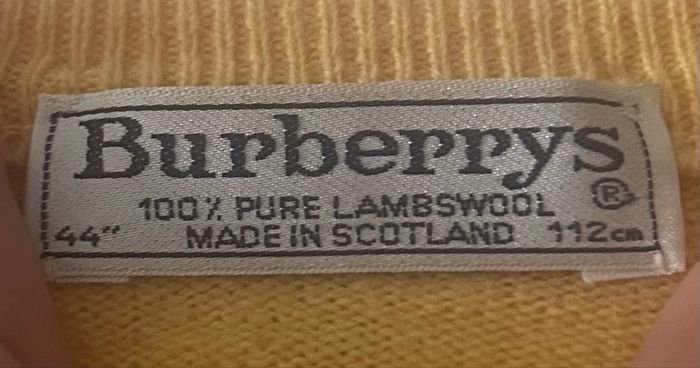 Burberrys
®
100% PURE LAMBSWOOL
44" MADE IN SCOTLAND 112cm